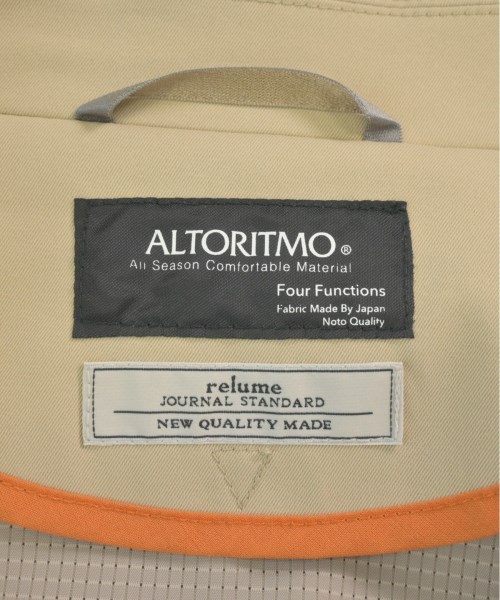 ALTORITMO®
All Season Comfortable Material
Four Functions
Fabric Made By Japan
Noto Quality
relume
JOURNAL STANDARD
NEW QUALITY MADE